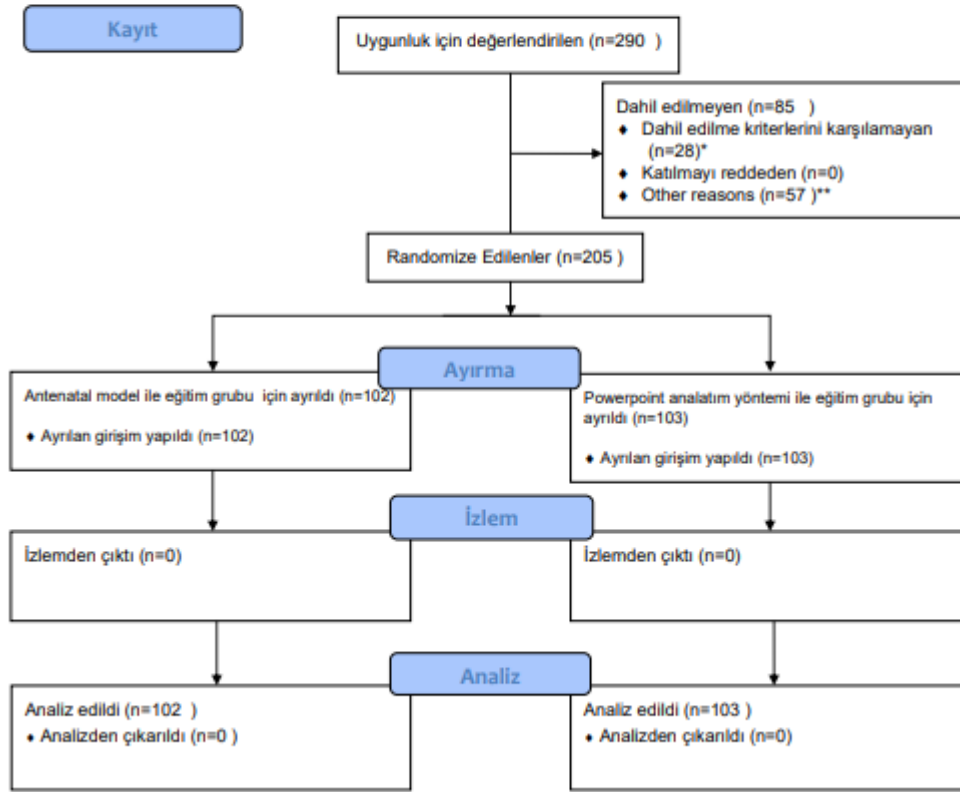 Kayıt
Uygunluk için değerlendirilen (n=290 )
Dahil edilmeyen (n=85 )
♦ Dahil edilme kriterlerini karşılamayan
(n=28)*
♦ Katılmayı reddeden (n=0)
♦ Other reasons (n=57 )**
Randomize Edilenler (n=205 )
Ayırma
Antenatal model ile eğitim grubu için ayrıldı (n=102)
♦ Ayrılan girişim yapıldı (n=102)
Powerpoint analatım yöntemi ile eğitim grubu için
ayrıldı (n=103)
♦ Ayrılan girişim yapıldı (n=103)
İzlem
İzlemden çıktı (n=0)
İzlemden çıktı (n=0)
Analiz
Analiz edildi (n=102 )
♦ Analizden çıkarıldı (n=0 )
Analiz edildi (n=103 )
♦ Analizden çıkarıldı (n=0)